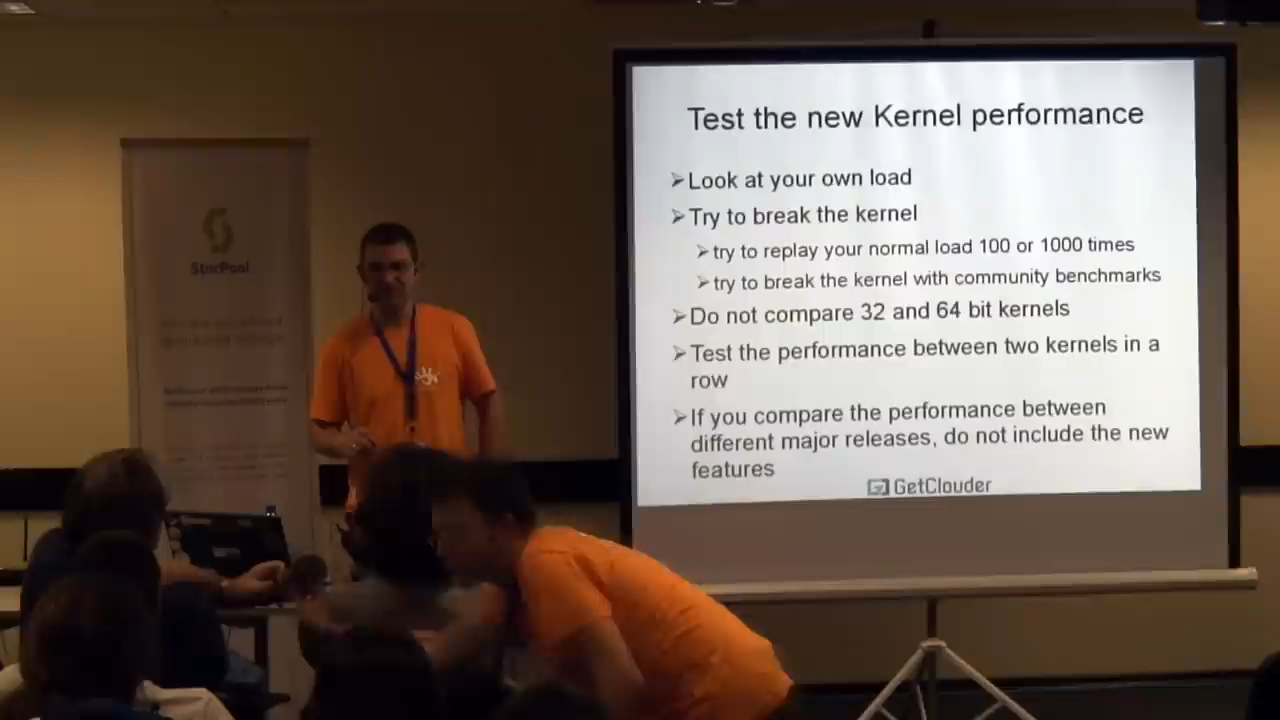 StorPool
Test the new Kernel performance
Look at your own load
Try to break the kernel
try to replay your normal load 100 or 1000 times
try to break the kernel with community benchmarks
Do not compare 32 and 64 bit kernels
Test the performance between two kernels in a
row
If you compare the performance between
different major releases, do not include the new
features
GetClouder